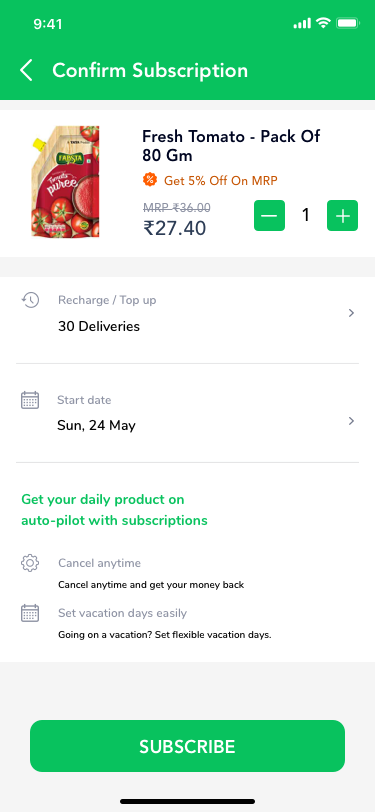 9:41
Confirm Subscription
Fresh Tomato - Pack Of
80 Gm
Get 5% Off On MRP
MRP ₹36.00
₹27.40
1
Tomato
puree
Recharge / Top up
30 Deliveries
Start date
Sun, 24 May
Get your daily product on
auto-pilot with subscriptions
Cancel anytime
Cancel anytime and get your money back
Set vacation days easily
Going on a vacation? Set flexible vacation days.
SUBSCRIBE